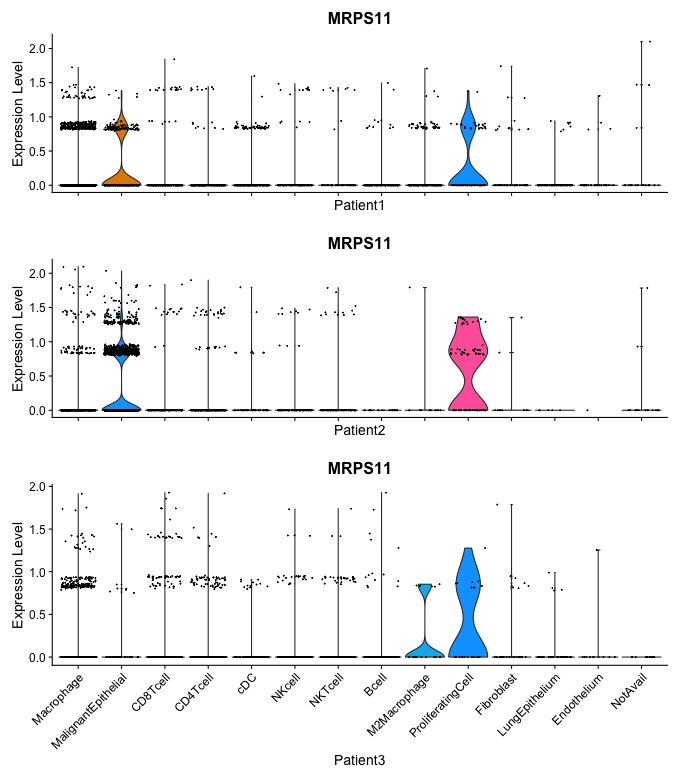 MRPS11
Expression Level
2.0
1.5
1.0
0.5
0.0
Patient1
MRPS11
Expression Level
2.0
1.5
1.0
0.5
0.0
Patient2
MRPS11
Expression Level
2.0
1.5
1.0
0.5
0.0
Macrophage
MalignantEpithelial
CD8Tcell
CD4Tcell
cDC
NKcell
NKTcell
Bcell
M2Macrophage
ProliferatingCell
Fibroblast
LungEpithelium
Endothelium
NotAvail
Patient3